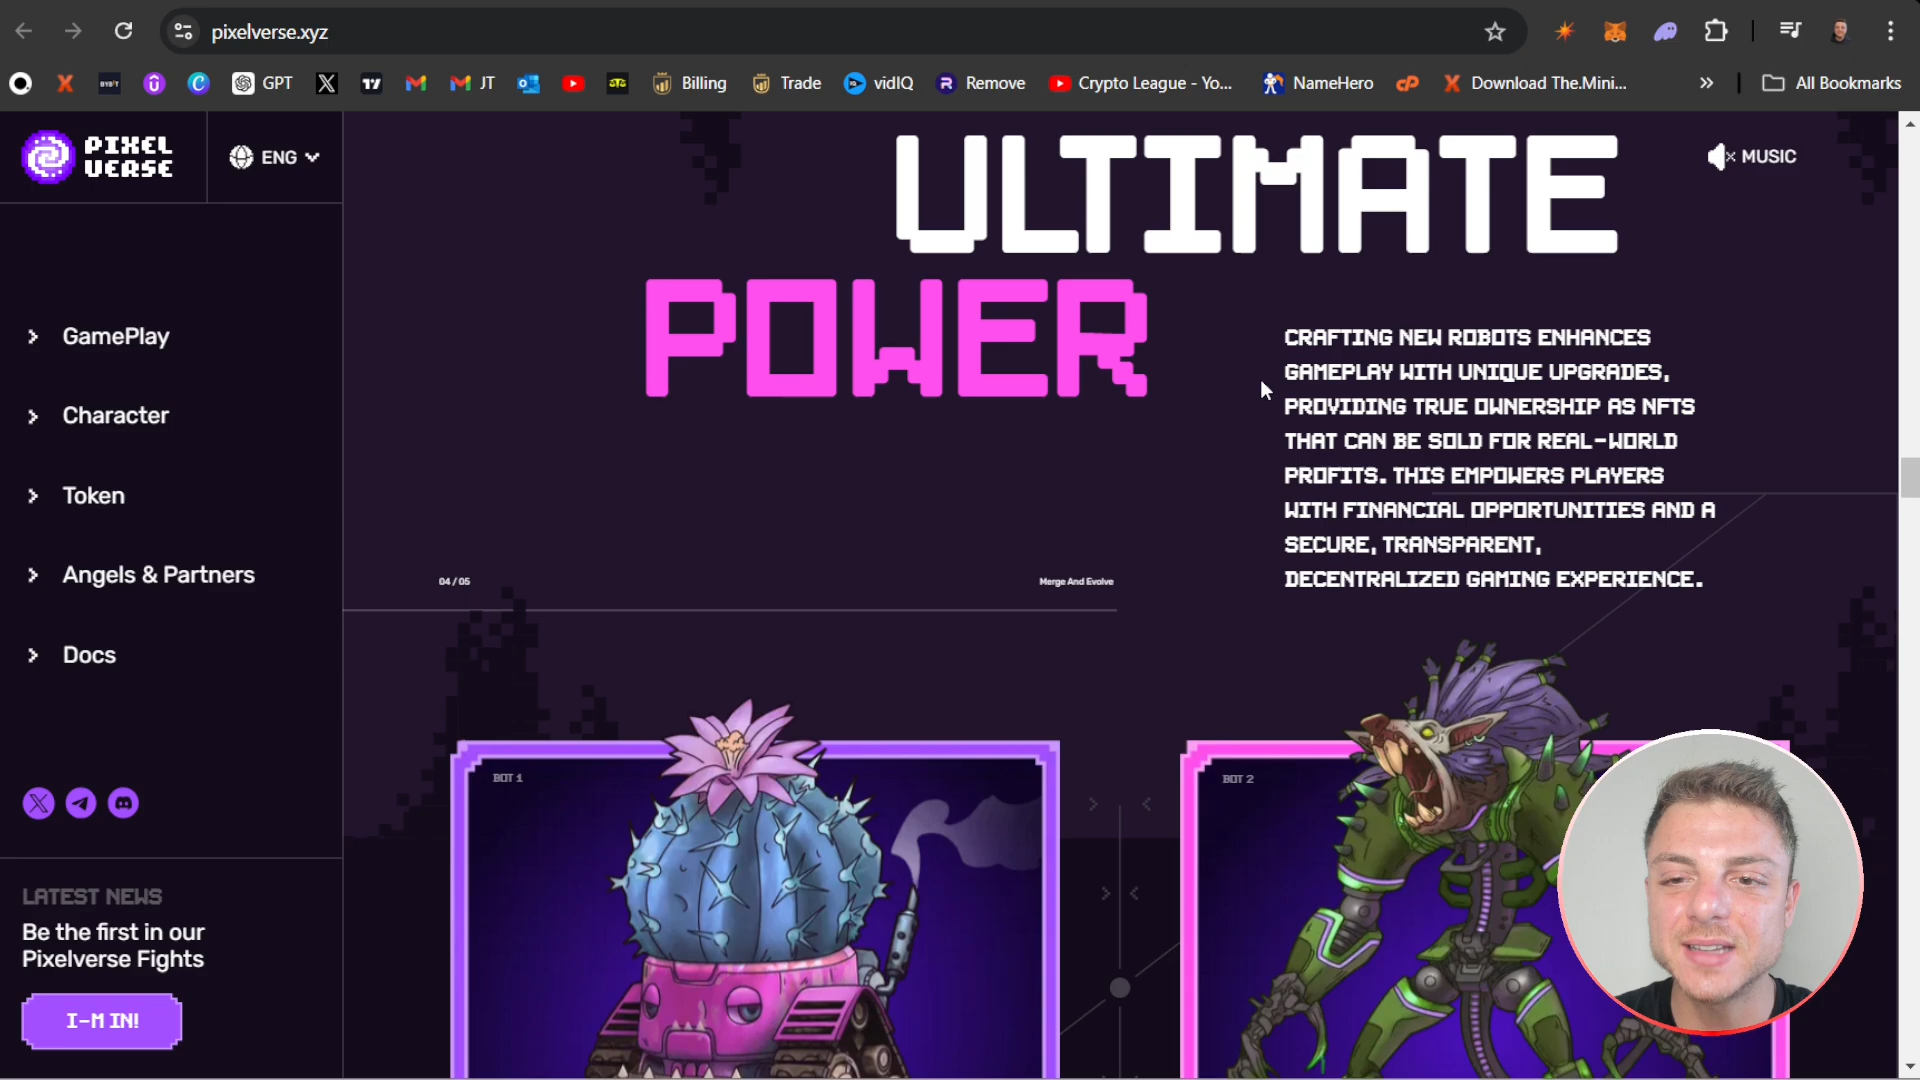 pixelverse.xyz
BYBIT
GPT
JT
Billing
Trade
vidIQ
R
Remove
Crypto League - Yo...
NameHero
cP
Download The.Mini...
»
All Bookmarks
PIXEL
VERSE
ENG
ULTIMATE
MUSIC
POWER
GamePlay
Character
Token
Angels & Partners
Docs
CRAFTING NEW ROBOTS ENHANCES
GAMEPLAY WITH UNIQUE UPGRADES,
PROVIDING TRUE OWNERSHIP AS NFTS
THAT CAN BE SOLD FOR REAL-WORLD
PROFITS. THIS EMPOWERS PLAYERS
WITH FINANCIAL OPPORTUNITIES AND A
SECURE, TRANSPARENT,
DECENTRALIZED GAMING EXPERIENCE.
04 / 05
Merge And Evolve
BOT 1
BOT 2
LATEST NEWS
Be the first in our
Pixelverse Fights
I-M IN!